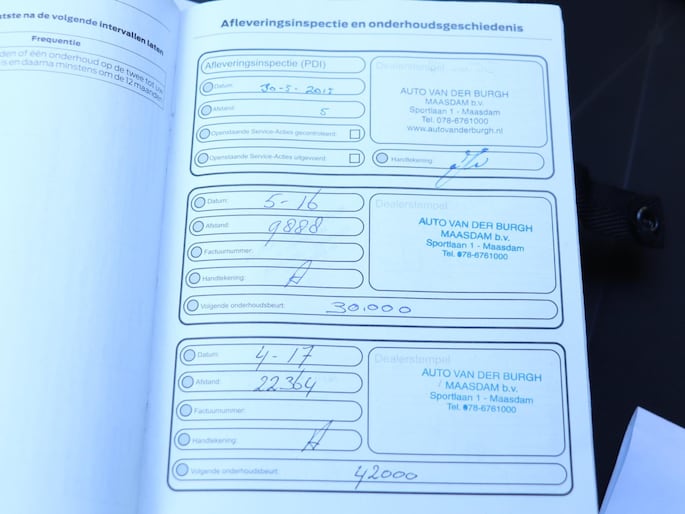 atste na de volgende intervallen laten
Frequentie
den of één onderhoud op de twee tot uw
is en daarna minstens om de 12 maanden
Afleveringsinspectie en onderhoudsgeschiedenis
Afleveringsinspectie (PDI)
Datum: 30-5-2015
Afstand: 5
Openstaande Service-Acties gecontroleerd:
Openstaande Service-Acties uitgevoerd:
Dealerstempel
AUTO VAN DER BURGH
MAASDAM b.v.
Sportlaan 1 - Maasdam
Tel. 078-6761000
www.autovanderburgh.nl
Handtekening:
Datum: 5-16
Afstand: 9888
Factuurnummer:
Handtekening:
Volgende onderhoudsbeurt: 30.000
Dealerstempel
AUTO VAN DER BURGH
MAASDAM b.v.
Sportlaan 1 - Maasdam
Tel. 078-6761000
Datum: 4-17
Afstand: 22364
Factuurnummer:
Handtekening:
Volgende onderhoudsbeurt: 42000
Dealerstempel
AUTO VAN DER BURGH
MAASDAM b.v.
Sportlaan 1 - Maasdam
Tel. 078-6761000